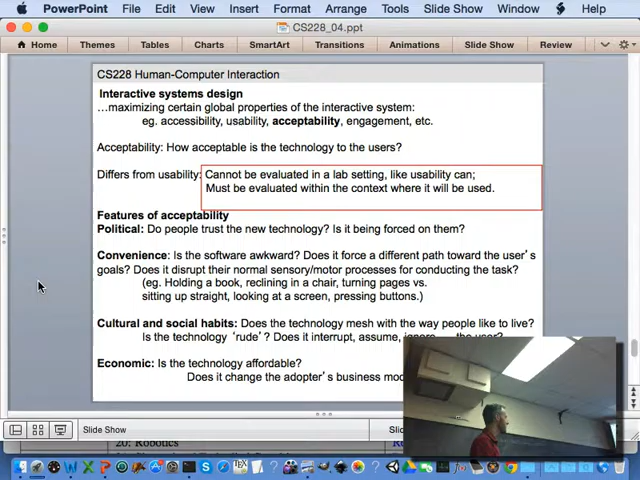 PowerPoint File Edit View Insert Format Arrange Tools Slide Show Window Help
CS228_04.ppt
Home Themes Tables Charts SmartArt Transitions Animations Slide Show Review
CS228 Human-Computer Interaction
Interactive systems design
…maximizing certain global properties of the interactive system:
eg. accessibility, usability, acceptability, engagement, etc.
Acceptability: How acceptable is the technology to the users?
Differs from usability: Cannot be evaluated in a lab setting, like usability can;
Must be evaluated within the context where it will be used.
Features of acceptability
Political: Do people trust the new technology? Is it being forced on them?
Convenience: Is the software awkward? Does it force a different path toward the user's
goals? Does it disrupt their normal sensory/motor processes for conducting the task?
(eg. Holding a book, reclining in a chair, turning pages vs.
sitting up straight, looking at a screen, pressing buttons.)
Cultural and social habits: Does the technology mesh with the way people like to live?
Is the technology 'rude'? Does it interrupt, assume, user?
Economic: Is the technology affordable?
Does it change the adopter's business
Slide Show
20: Robotics